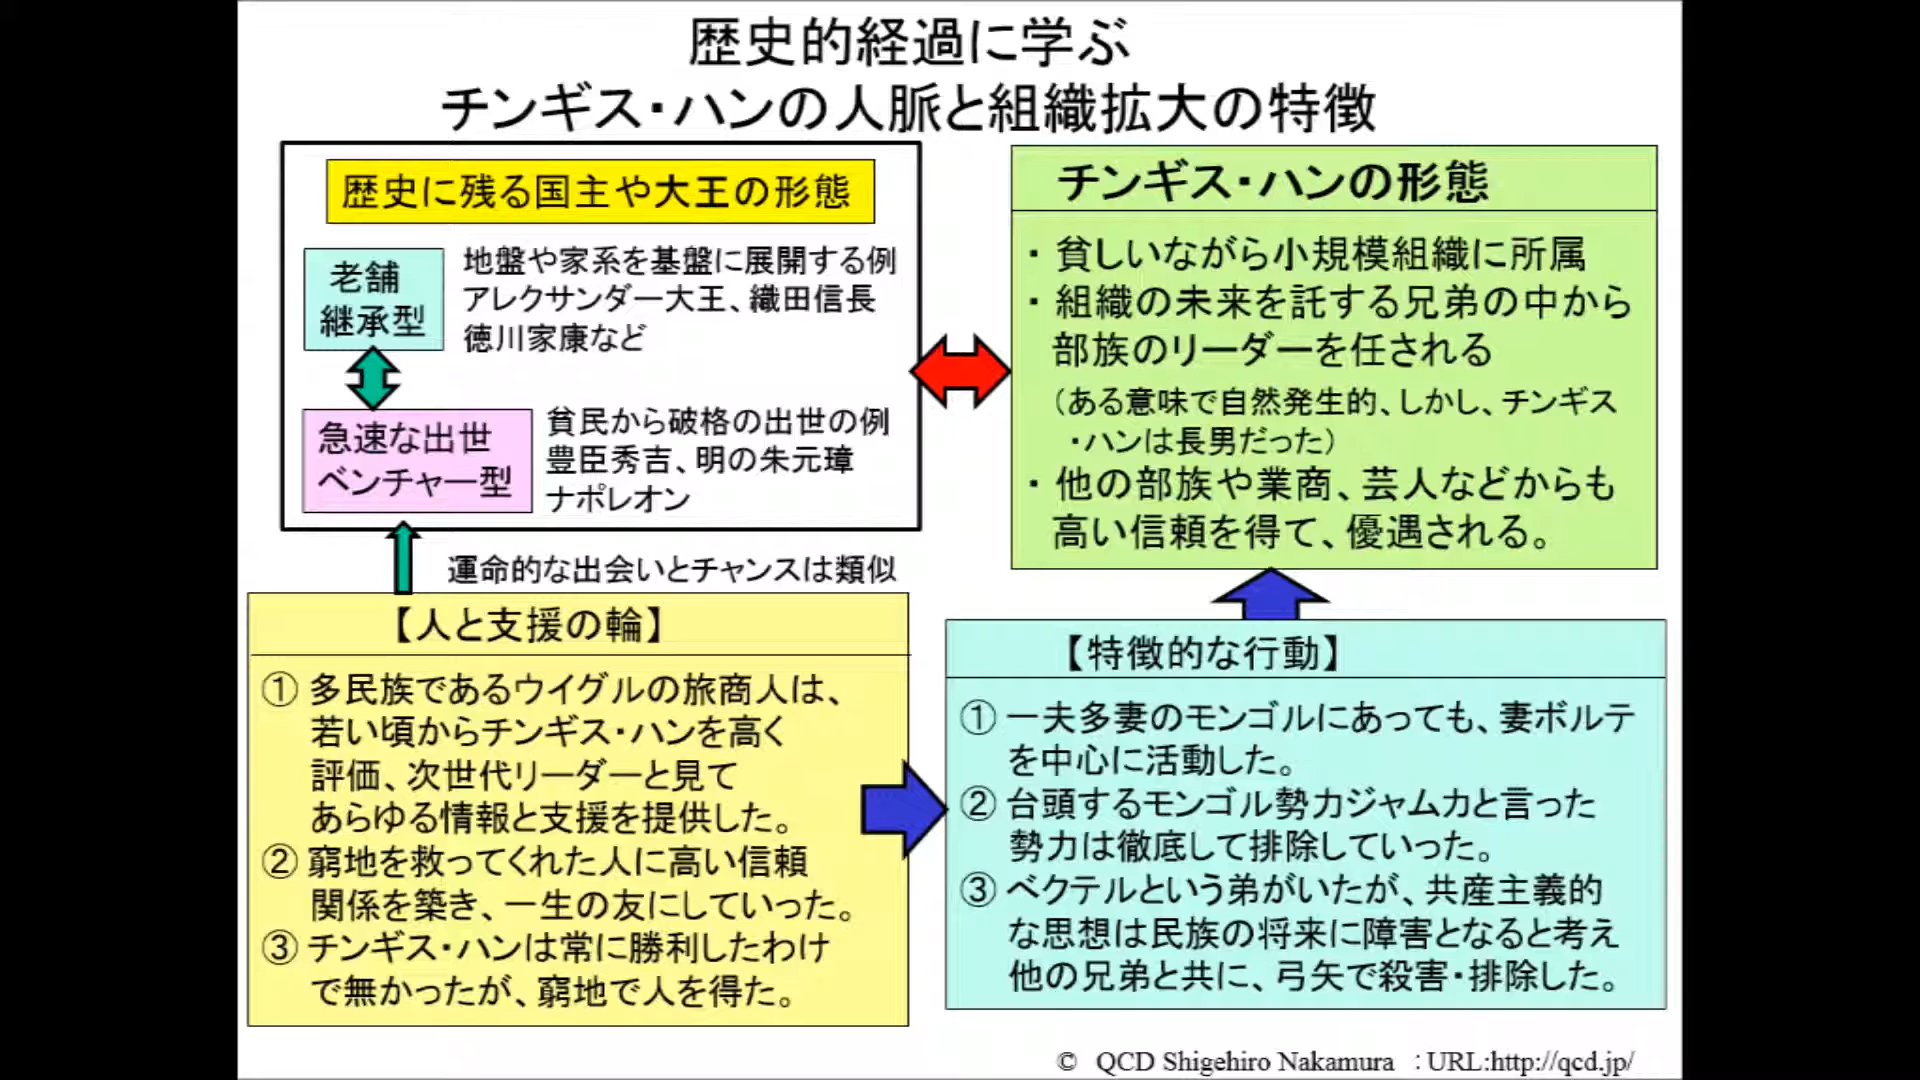 歴史的経過に学ぶ
チンギス・ハンの人脈と組織拡大の特徴
歴史に残る国主や大王の形態
老舗
継承型
地盤や家系を基盤に展開する例
アレクサンダー大王、織田信長
徳川家康など
急速な出世
ベンチャー型
貧民から破格の出世の例
豊臣秀吉、明の朱元璋
ナポレオン
運命的な出会いとチャンスは類似
チンギス・ハンの形態
・貧しいながら小規模組織に所属
・組織の未来を託する兄弟の中から
部族のリーダーを任される
（ある意味で自然発生的、しかし、チンギス
・ハンは長男だった）
・他の部族や業商、芸人などからも
高い信頼を得て、優遇される。
【人と支援の輪】
① 多民族であるウイグルの旅商人は、
若い頃からチンギス・ハンを高く
評価、次世代リーダーと見て
あらゆる情報と支援を提供した。
② 窮地を救ってくれた人に高い信頼
関係を築き、一生の友にしていった。
③ チンギス・ハンは常に勝利したわけ
で無かったが、窮地で人を得た。
【特徴的な行動】
① 一夫多妻のモンゴルにあっても、妻ボルテ
を中心に活動した。
② 台頭するモンゴル勢力ジャムカと言った
勢力は徹底して排除していった。
③ ベクテルという弟がいたが、共産主義的
な思想は民族の将来に障害となると考え
他の兄弟と共に、弓矢で殺害・排除した。
© QCD Shigehiro Nakamura ：URL:http://qcd.jp/